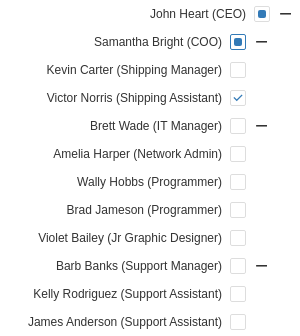 John Heart (CEO)
Samantha Bright (COO)
Kevin Carter (Shipping Manager)
Victor Norris (Shipping Assistant)
Brett Wade (IT Manager)
Amelia Harper (Network Admin)
Wally Hobbs (Programmer)
Brad Jameson (Programmer)
Violet Bailey (Jr Graphic Designer)
Barb Banks (Support Manager)
Kelly Rodriguez (Support Assistant)
James Anderson (Support Assistant)